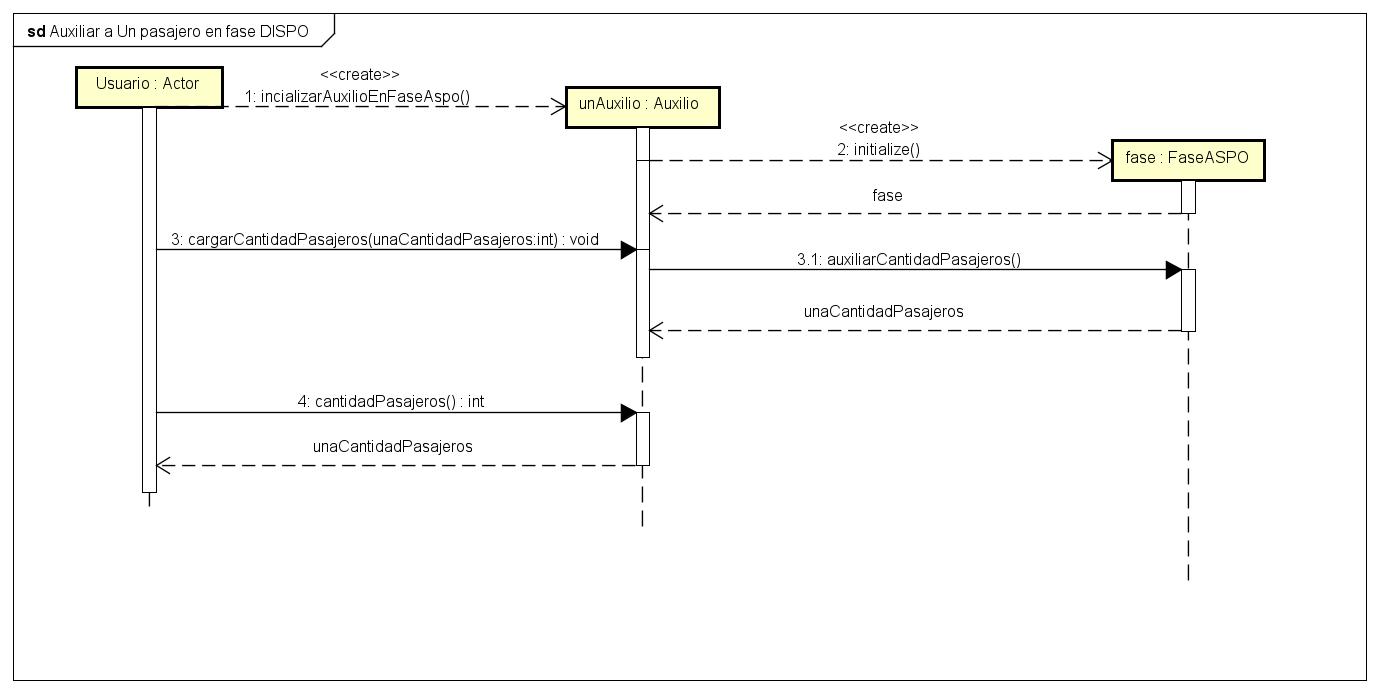 sd Auxiliar a Un pasajero en fase DISPO
<<create>>
Usuario : Actor
1: incializarAuxilioEnFaseAspo()
unAuxilio : Auxilio
<<create>>
2: initialize()
fase : FaseASPO
fase
3: cargarCantidadPasajeros(unaCantidadPasajeros:int) : void
3.1: auxiliarCantidadPasajeros()
unaCantidadPasajeros
4: cantidadPasajeros() : int
unaCantidadPasajeros